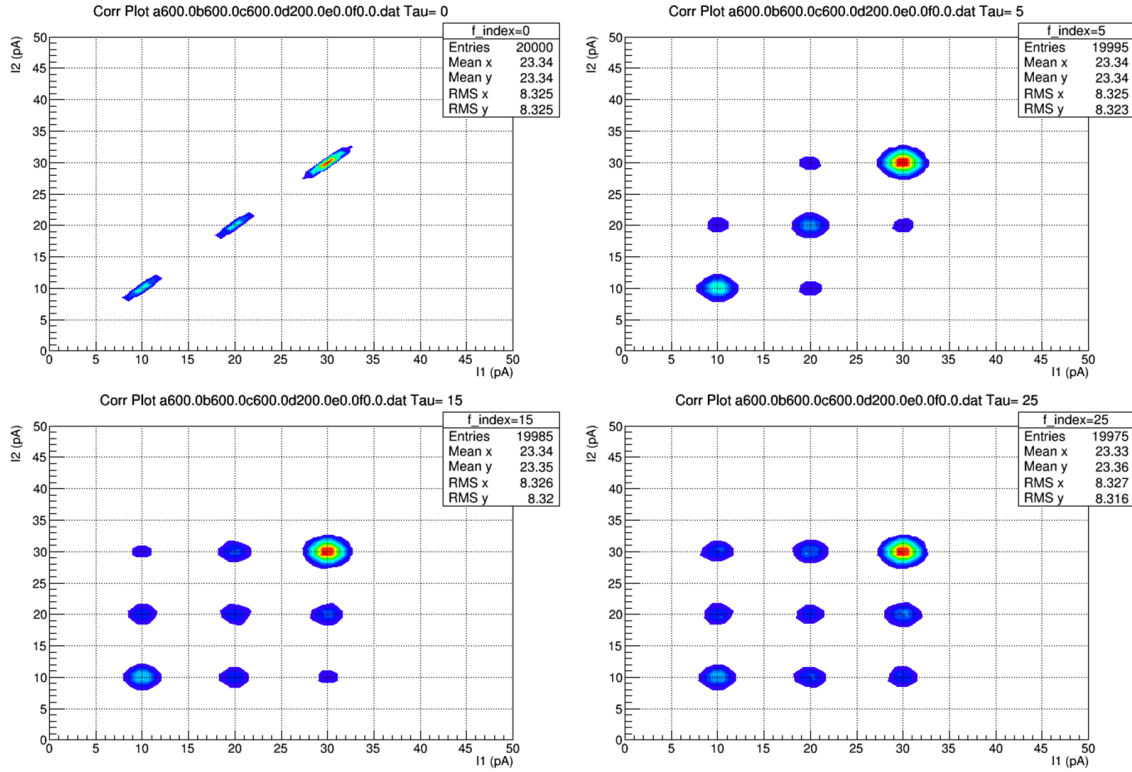 Corr Plot a600.0b600.0c600.0d200.0e0.0f0.0.dat Tau= 0
f_index=0
Entries 20000
Mean x 23.34
Mean y 23.34
RMS x 8.325
RMS y 8.325
I2 (pA)
50
45
40
35
30
25
20
15
10
5
0
0 5 10 15 20 25 30 35 40 45 50
I1 (pA)
Corr Plot a600.0b600.0c600.0d200.0e0.0f0.0.dat Tau= 5
f_index=5
Entries 19995
Mean x 23.34
Mean y 23.34
RMS x 8.325
RMS y 8.323
I2 (pA)
50
45
40
35
30
25
20
15
10
5
0
0 5 10 15 20 25 30 35 40 45 50
I1 (pA)
Corr Plot a600.0b600.0c600.0d200.0e0.0f0.0.dat Tau= 15
f_index=15
Entries 19985
Mean x 23.34
Mean y 23.35
RMS x 8.326
RMS y 8.32
I2 (pA)
50
45
40
35
30
25
20
15
10
5
0
0 5 10 15 20 25 30 35 40 45 50
I1 (pA)
Corr Plot a600.0b600.0c600.0d200.0e0.0f0.0.dat Tau= 25
f_index=25
Entries 19975
Mean x 23.33
Mean y 23.36
RMS x 8.327
RMS y 8.316
I2 (pA)
50
45
40
35
30
25
20
15
10
5
0
0 5 10 15 20 25 30 35 40 45 50
I1 (pA)